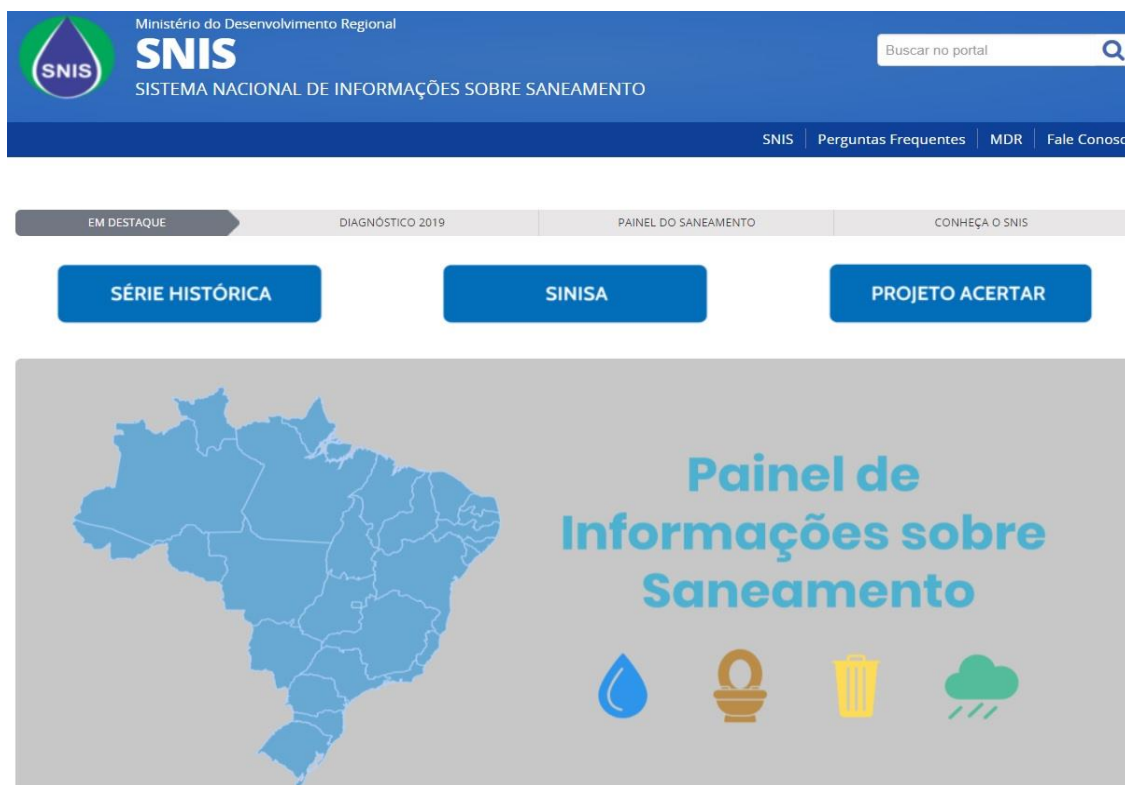 Ministério do Desenvolvimento Regional
SNIS
SNIS
SISTEMA NACIONAL DE INFORMAÇÕES SOBRE SANEAMENTO
Buscar no portal
SNIS Perguntas Frequentes MDR Fale Conosc
EM DESTAQUE DIAGNÓSTICO 2019 PAINEL DO SANEAMENTO CONHEÇA O SNIS
SÉRIE HISTÓRICA SINISA PROJETO ACERTAR
Painel de
Informações sobre
Saneamento